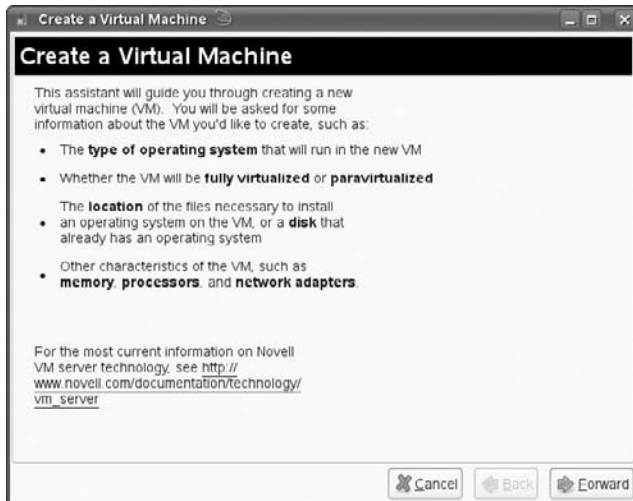 Create a Virtual Machine
Create a Virtual Machine
This assistant will guide you through creating a new
virtual machine (VM). You will be asked for some
information about the VM you'd like to create, such as:
• The type of operating system that will run in the new VM
• Whether the VM will be fully virtualized or paravirtualized
The location of the files necessary to install
• an operating system on the VM, or a disk that
already has an operating system
Other characteristics of the VM, such as
• memory, processors, and network adapters.
For the most current information on Novell
VM server technology, see http://
www.novell.com/documentation/technology/
vm_server
Cancel Back Forward